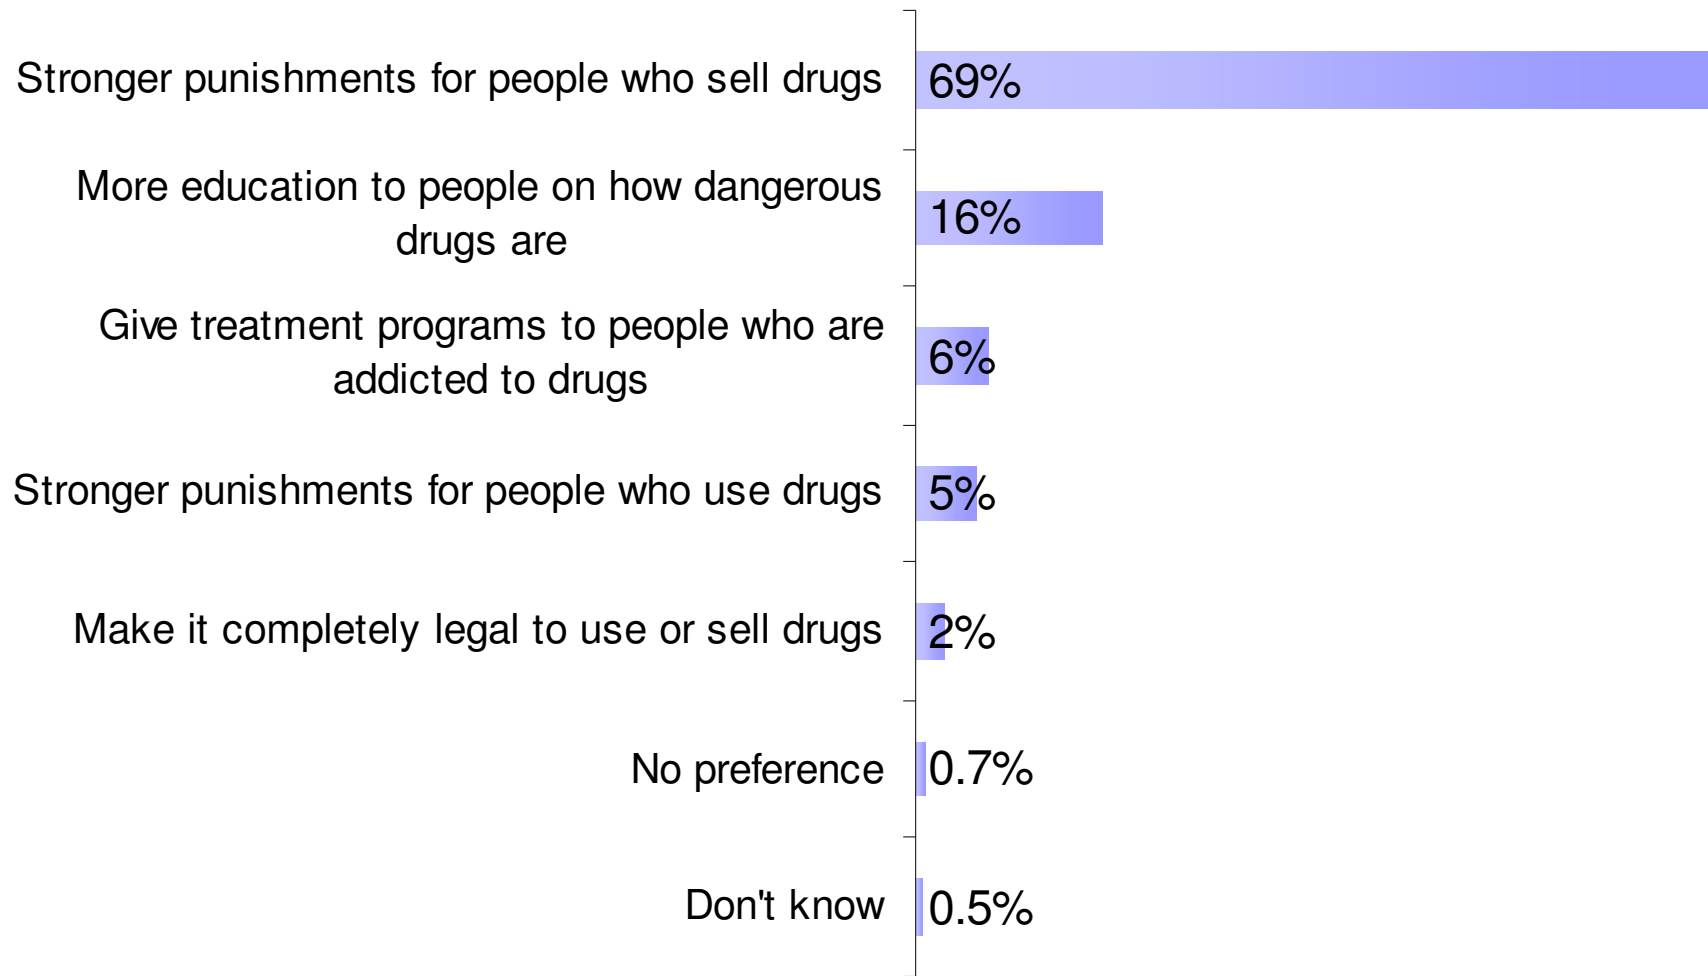 Stronger punishments for people who sell drugs
69%
More education to people on how dangerous
drugs are
16%
Give treatment programs to people who are
addicted to drugs
6%
Stronger punishments for people who use drugs
5%
Make it completely legal to use or sell drugs
2%
No preference
0.7%
Don't know
0.5%